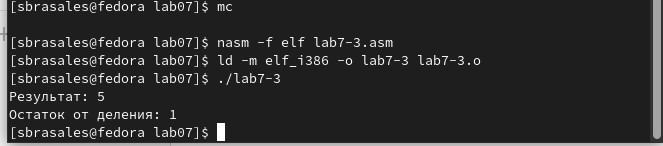 [sbrasales@fedora lab07]$ mc
[sbrasales@fedora lab07]$ nasm -f elf lab7-3.asm
[sbrasales@fedora lab07]$ ld -m elf_i386 -o lab7-3 lab7-3.o
[sbrasales@fedora lab07]$ ./lab7-3
Результат: 5
Остаток от деления: 1
[sbrasales@fedora lab07]$